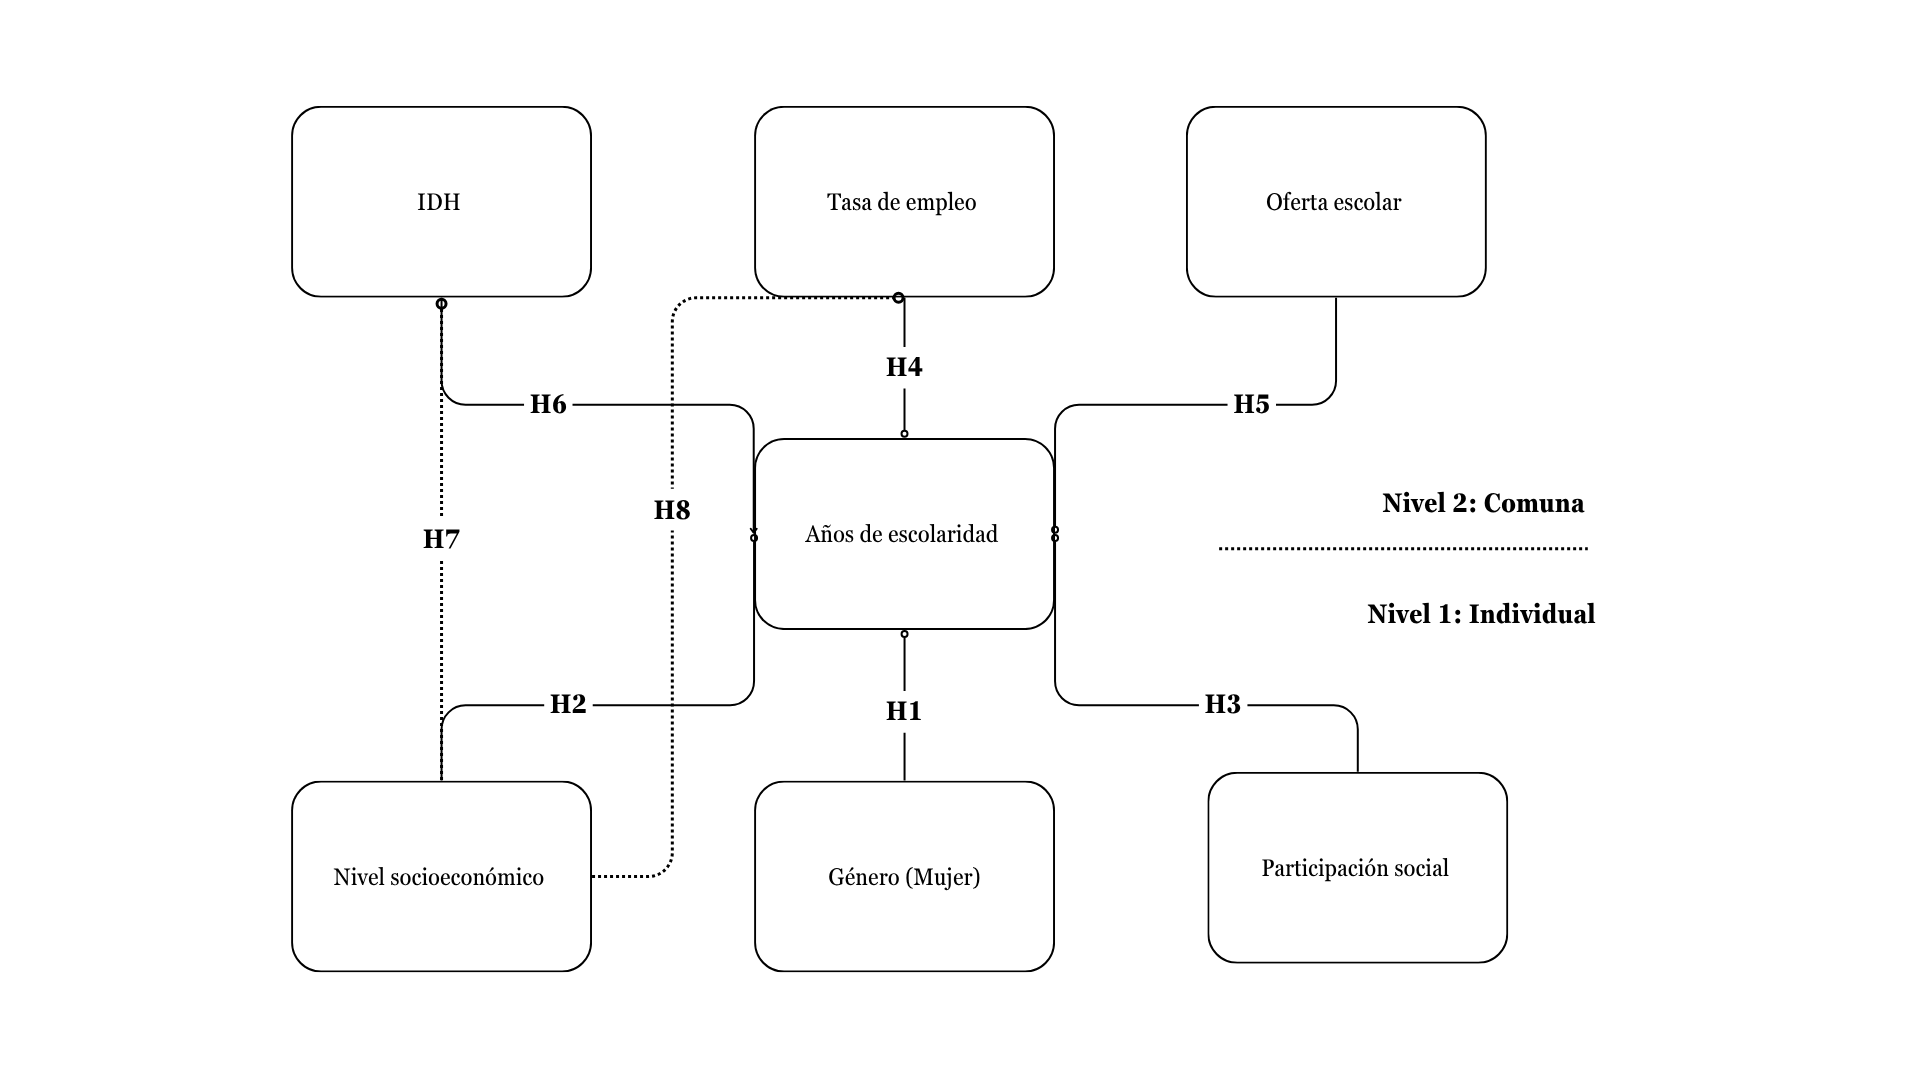 IDH
Tasa de empleo
Oferta escolar
H4
H6
H5
Nivel 2: Comuna
H8
Años de escolaridad
H7
Nivel 1: Individual
H2
H1
H3
Nivel socioeconómico
Género (Mujer)
Participación social